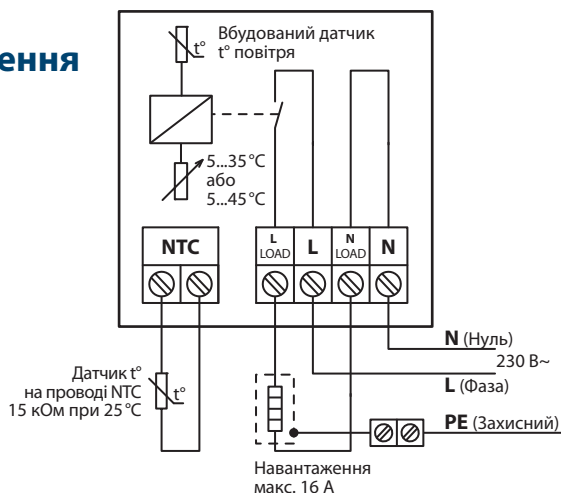 ення
Вбудований датчик
t° повітря
t°
5...35 °C
або
5...45 °C
NTC
L
LOAD
L
N
LOAD
N
N (Нуль)
230 В~
L (Фаза)
PE (Захисний)
Датчик t°
на проводі NTC
15 кОм при 25 °C
t°
Навантаження
макс. 16 А